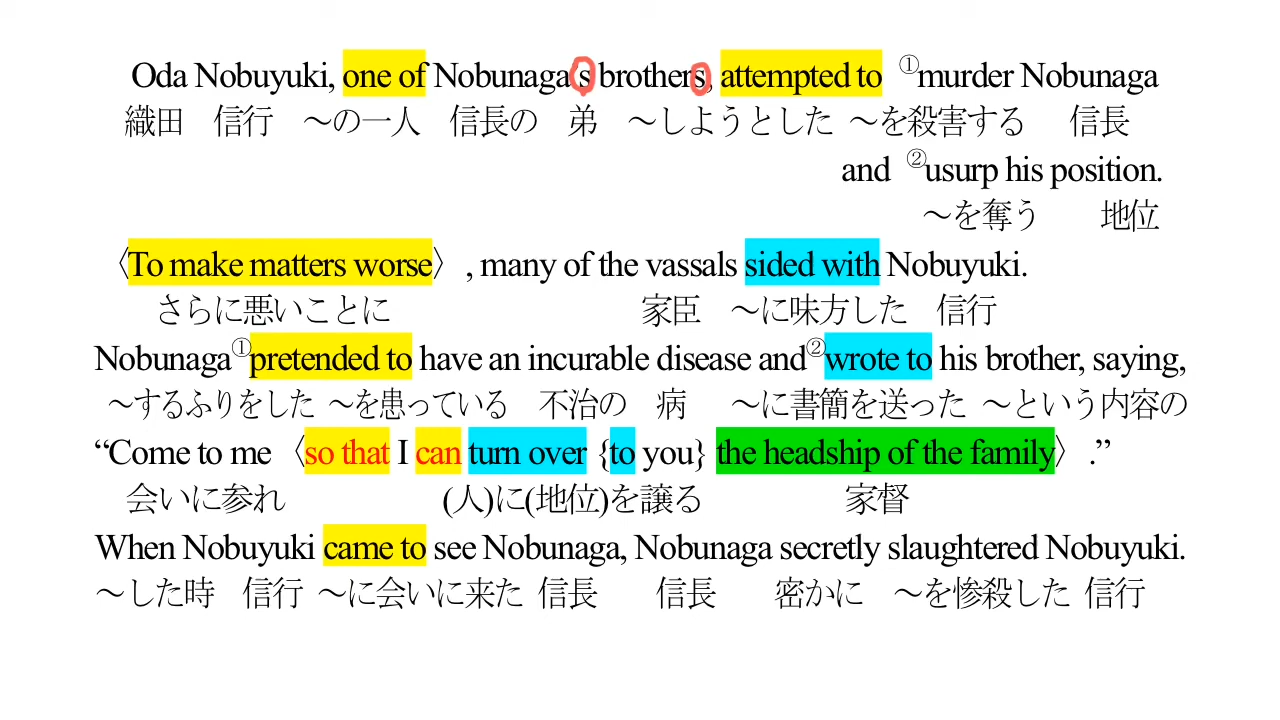 Oda Nobuyuki, one of Nobunaga s brothers, attempted to ①murder Nobunaga
織田 信行 ～の一人 信長の 弟 ～しようとした ～を殺害する 信長
and ②usurp his position.
～を奪う 地位
〈To make matters worse〉, many of the vassals sided with Nobuyuki.
さらに悪いことに 家臣 ～に味方した 信行
Nobunaga①pretended to have an incurable disease and②wrote to his brother, saying,
～するふりをした ～を患っている 不治の 病 ～に書簡を送った ～という内容の
“Come to me〈so that I can turn over {to you} the headship of the family〉.”
会いに参れ (人)に(地位)を譲る 家督
When Nobuyuki came to see Nobunaga, Nobunaga secretly slaughtered Nobuyuki.
～した時 信行 ～に会いに来た 信長 信長 密かに ～を惨殺した 信行